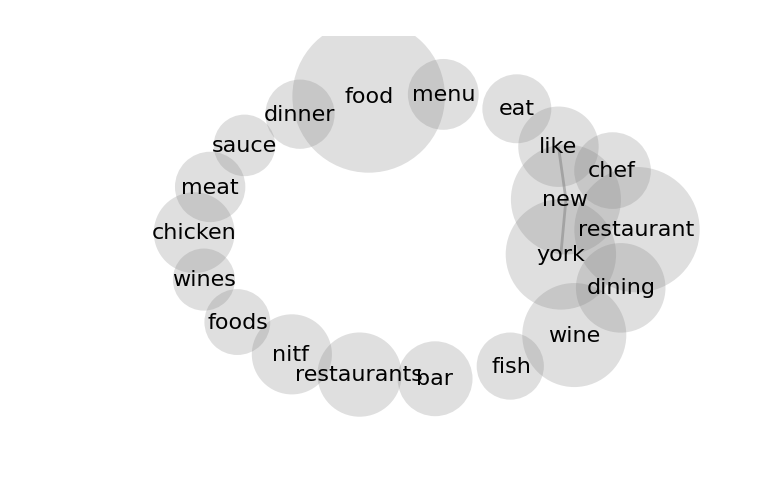 food
menu
eat
dinner
like
sauce
chef
meat
new
restaurant
chicken
york
wines
dining
foods
wine
nitf
fish
restaurants
bar